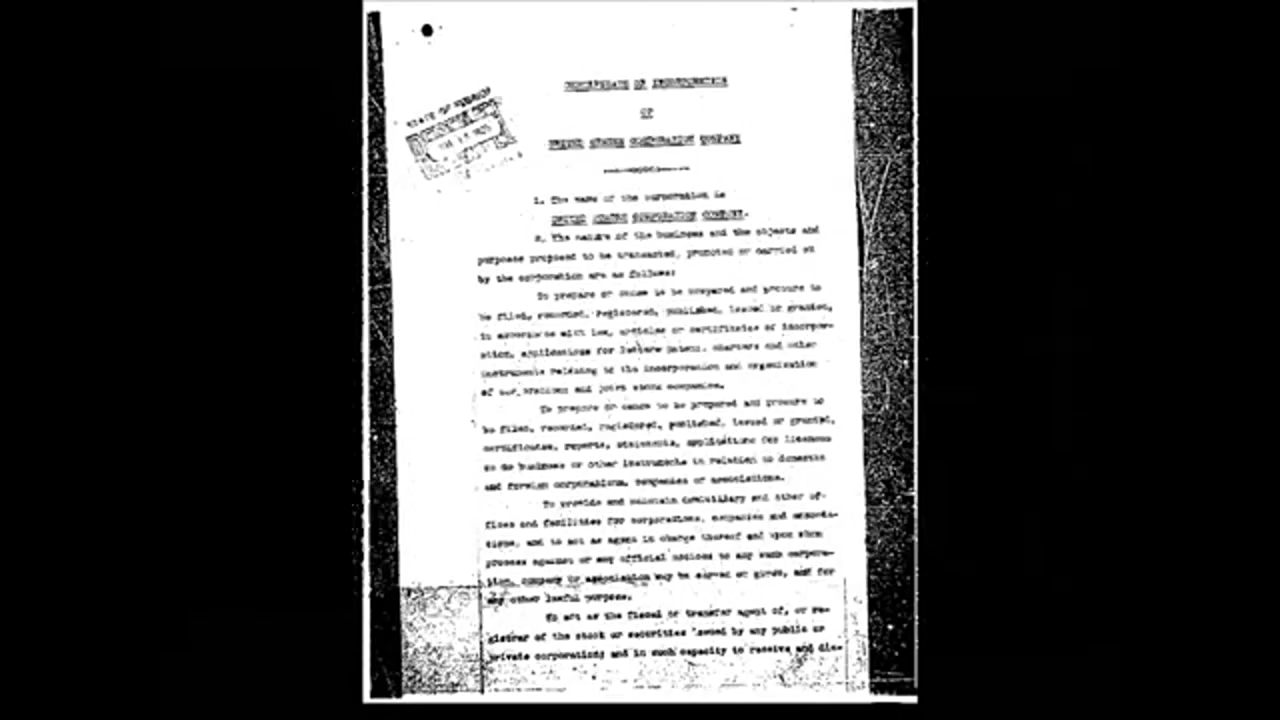 CERTIFICATE OF INCORPORATION
OF
UNITED STATES CORPORATION COMPANY
STATE OF
1. The name of the corporation is
UNITED STATES CORPORATION COMPANY.
2. The nature of the business and the objects and
purposes proposed to be transacted, promoted or carried on
by the corporation are as follows:
To prepare or cause to be prepared and procure to
be filed, recorded, registered, published, issued or granted,
in accordance with law, articles or certificates of incorpor-
ation, applications for letters patent, charters and other
instruments relating to the incorporation and organization
of corporations and joint stock companies.
To prepare or cause to be prepared and procure to
be filed, recorded, registered, published, issued or granted,
certificates, reports, statements, applications for licenses
to do business or other instruments in relation to domestic
and foreign corporations, companies or associations.
To provide and maintain domiciliary and other of-
fices and facilities for corporations, companies and associa-
tions, and to act as agent in charge thereof and upon whom
process against or any official notices to any such corpora-
tion, company or association may be served or given, and for
any other lawful purpose.
To act as the fiscal or transfer agent of, or re-
gistrar of the stock or securities issued by any public or
private corporation; and in such capacity to receive and dis-